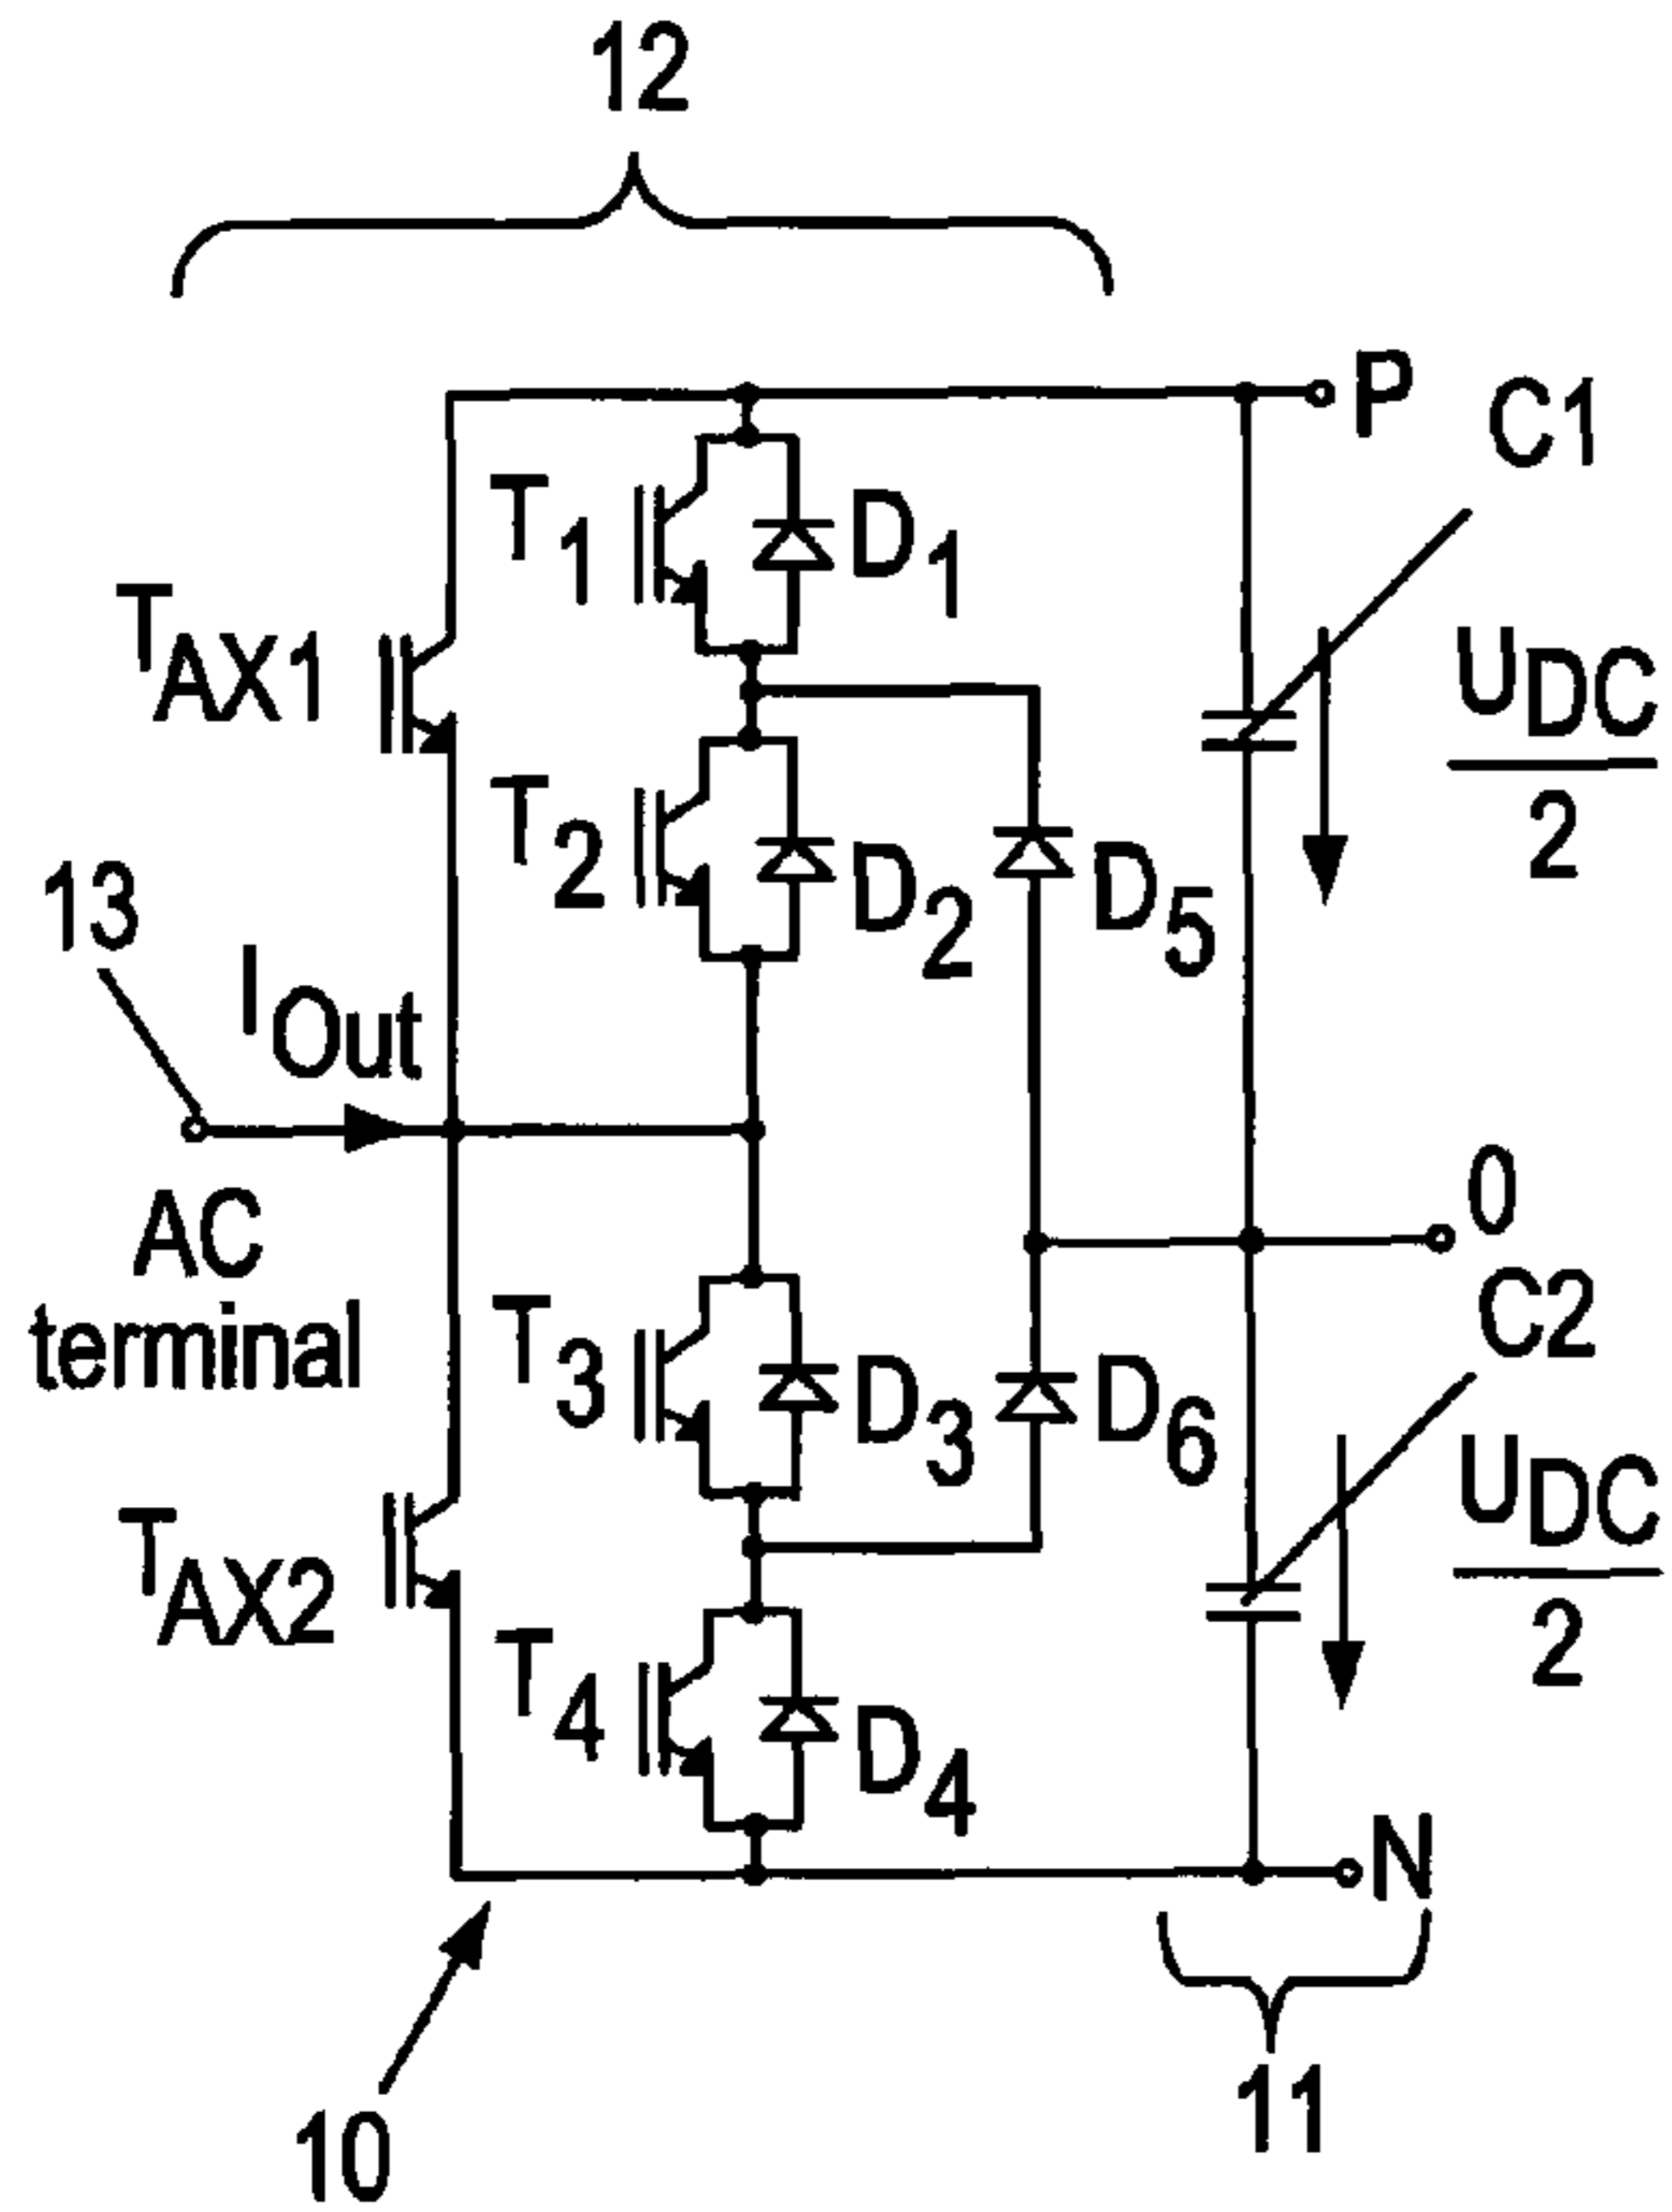 12
P
C1
T1
D1
TAX1
UDC
2
T2
D2
D5
13
IOut
0
AC
terminal
C2
T3
D3
D6
UDC
2
TAX2
T4
D4
N
11
10